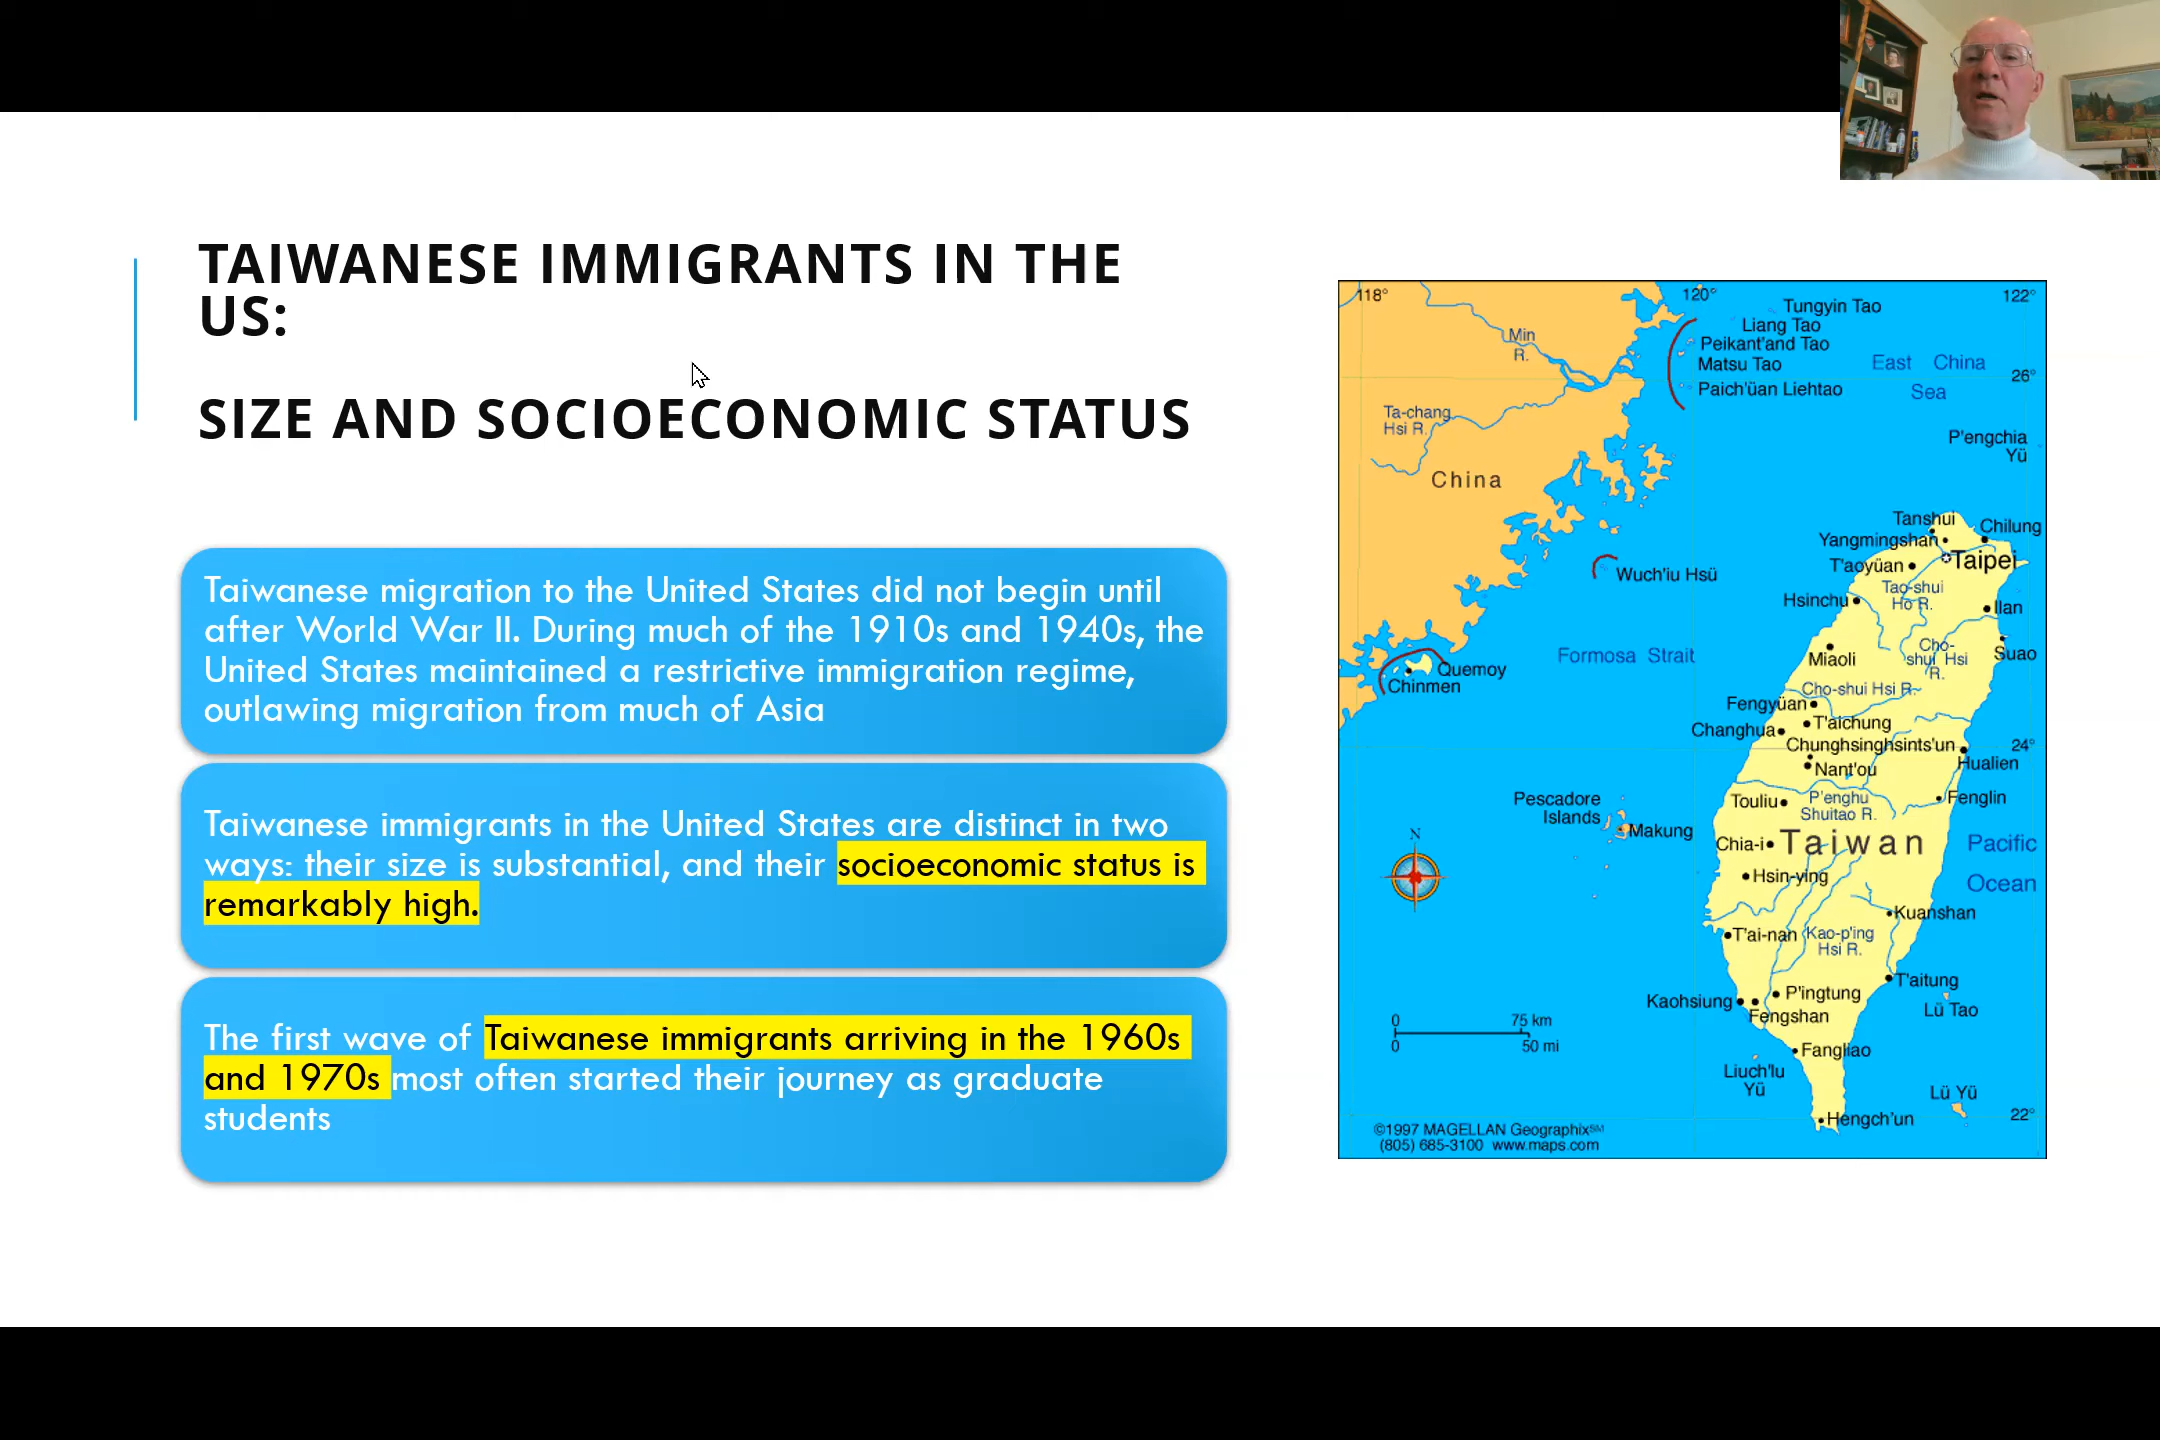 TAIWANESE IMMIGRANTS IN THE
US:
SIZE AND SOCIOECONOMIC STATUS
Taiwanese migration to the United States did not begin until
after World War II. During much of the 1910s and 1940s, the
United States maintained a restrictive immigration regime,
outlawing migration from much of Asia
Taiwanese immigrants in the United States are distinct in two
ways: their size is substantial, and their socioeconomic status is
remarkably high.
The first wave of Taiwanese immigrants arriving in the 1960s
and 1970s most often started their journey as graduate
students
118°
120°
122°
Tungyin Tao
Liang Tao
Peikant'and Tao
Matsu Tao
Paich'üan Liehtao
Min
R.
East China
Sea
26°
Ta-chang
Hsi R.
China
P'engchia
Yü
Tanshui
Chilung
Yangmingshan
Taipei
T'aoyüan
Wuch'iu Hsü
Tao-shui
Ho R.
Hsinchu
Ilan
Formosa Strait
Cho-
shui Hsi
R.
Suao
Miaoli
Quemoy
Chinmen
Cho-shui Hsi R.
Fengyüan
T'aichung
Changhua
Chunghsinghsints'un
24°
Hualien
Nant'ou
Pescadore
Islands
Makung
Touliu
P'enghu
Shuitao R.
Fenglin
Chia-i
Taiwan
Pacific
Ocean
N
Hsin-ying
Kuanshan
T'ai-nan
Kao-p'ing
Hsi R.
T'aitung
Kaohsiung
P'ingtung
Lü Tao
Fengshan
0 75 km
0 50 mi
Fangliao
Liuch'lu
Yü
Lü Yü
22°
Hengch'un
©1997 MAGELLAN Geographix℠
(805) 685-3100 www.maps.com